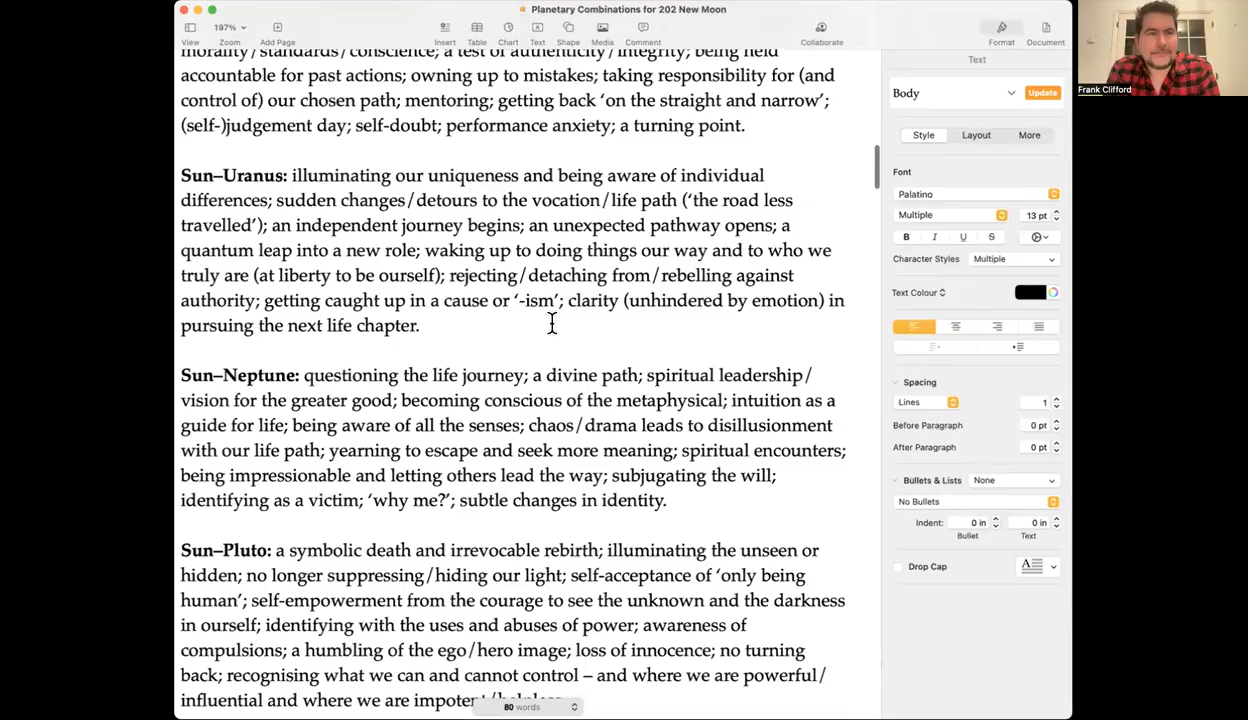 Planetary Combinations for 202 New Moon
197%
View
Zoom
Add Page
Insert
Table
Chart
Text
Shape
Media
Comment
Collaborate
Format
Document
morality/standards/conscience; a test of authenticity/integrity; being held
accountable for past actions; owning up to mistakes; taking responsibility for (and
control of) our chosen path; mentoring; getting back ‘on the straight and narrow’;
(self-)judgement day; self-doubt; performance anxiety; a turning point.
Sun–Uranus: illuminating our uniqueness and being aware of individual
differences; sudden changes/detours to the vocation/life path (‘the road less
travelled’); an independent journey begins; an unexpected pathway opens; a
quantum leap into a new role; waking up to doing things our way and to who we
truly are (at liberty to be ourself); rejecting/detaching from/rebelling against
authority; getting caught up in a cause or ‘-ism’; clarity (unhindered by emotion) in
pursuing the next life chapter.
Sun–Neptune: questioning the life journey; a divine path; spiritual leadership/
vision for the greater good; becoming conscious of the metaphysical; intuition as a
guide for life; being aware of all the senses; chaos/drama leads to disillusionment
with our life path; yearning to escape and seek more meaning; spiritual encounters;
being impressionable and letting others lead the way; subjugating the will;
identifying as a victim; ‘why me?’; subtle changes in identity.
Sun–Pluto: a symbolic death and irrevocable rebirth; illuminating the unseen or
hidden; no longer suppressing/hiding our light; self-acceptance of ‘only being
human’; self-empowerment from the courage to see the unknown and the darkness
in ourself; identifying with the uses and abuses of power; awareness of
compulsions; a humbling of the ego/hero image; loss of innocence; no turning
back; recognising what we can and cannot control – and where we are powerful/
influential and where we are impotent/helpless
80 words
Text
Body
Update
Style
Layout
More
Font
Palatino
Multiple
13 pt
B I U S
Character Styles
Multiple
Text Colour
Spacing
Lines
1
Before Paragraph
0 pt
After Paragraph
0 pt
Bullets & Lists
None
No Bullets
Indent:
0 in
0 in
Bullet
Text
Drop Cap
A
Frank Clifford